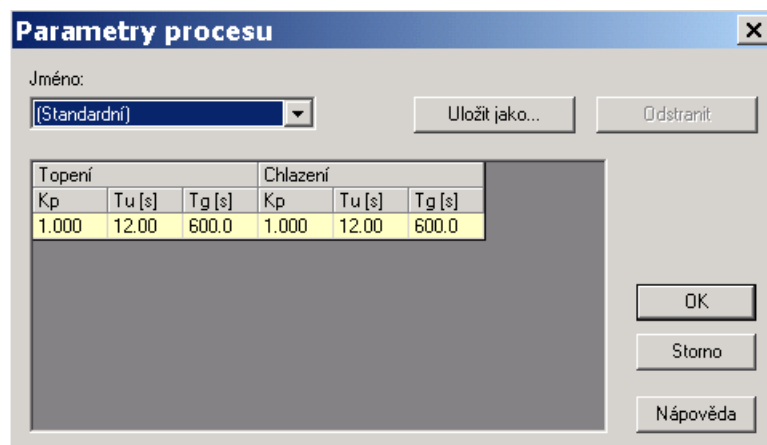 Parametry procesu
Jméno:
(Standardní)
Uložit jako...
Odstranit
Topení Chlazení
Kp Tu [s] Tg [s] Kp Tu [s] Tg [s]
1.000 12.00 600.0 1.000 12.00 600.0
OK
Storno
Nápověda